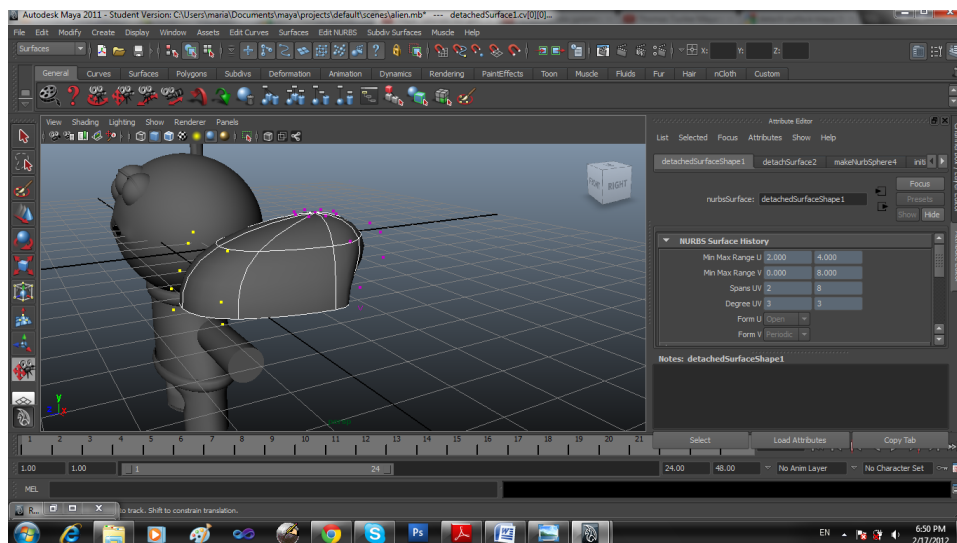 Autodesk Maya 2011 - Student Version: C:\Users\maria\Documents\maya\projects\default\scenes\alien.mb* --- detachedSurface1.cv[0][0]...
File Edit Modify Create Display Window Assets Edit Curves Surfaces Edit NURBS Subdiv Surfaces Muscle Help
Surfaces X: Y: Z:
General Curves Surfaces Polygons Subdivs Deformation Animation Dynamics Rendering PaintEffects Toon Muscle Fluids Fur Hair nCloth Custom
View Shading Lighting Show Renderer Panels
RIGHT
y
z x
Attribute Editor
List Selected Focus Attributes Show Help
detachedSurfaceShape1 detachSurface2 makeNurbSphere4 initi
nurbsSurface: detachedSurfaceShape1
Focus
Presets
Show Hide
NURBS Surface History
Min Max Range U 2.000 4.000
Min Max Range V 0.000 8.000
Spans UV 2 8
Degree UV 3 3
Form U Open
Form V Periodic
Notes: detachedSurfaceShape1
Select Load Attributes Copy Tab
1 2 3 4 5 6 7 8 9 10 11 12 13 14 15 16 17 18 19 20 21
1.00 1.00 1 24 24.00 48.00 No Anim Layer No Character Set
MEL
R... to track. Shift to constrain translation.
Ps W
EN 6:50 PM
2/17/2012